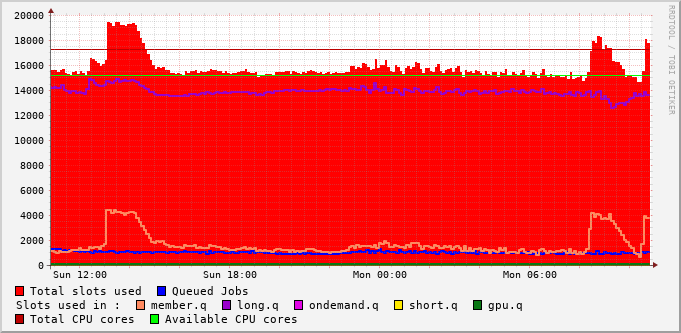 20000
18000
16000
14000
12000
10000
8000
6000
4000
2000
0
Sun 12:00 Sun 18:00 Mon 00:00 Mon 06:00
RRDTOOL / TOBI OETIKER
Total slots used Queued Jobs
Slots used in : member.q long.q ondemand.q short.q gpu.q
Total CPU cores Available CPU cores